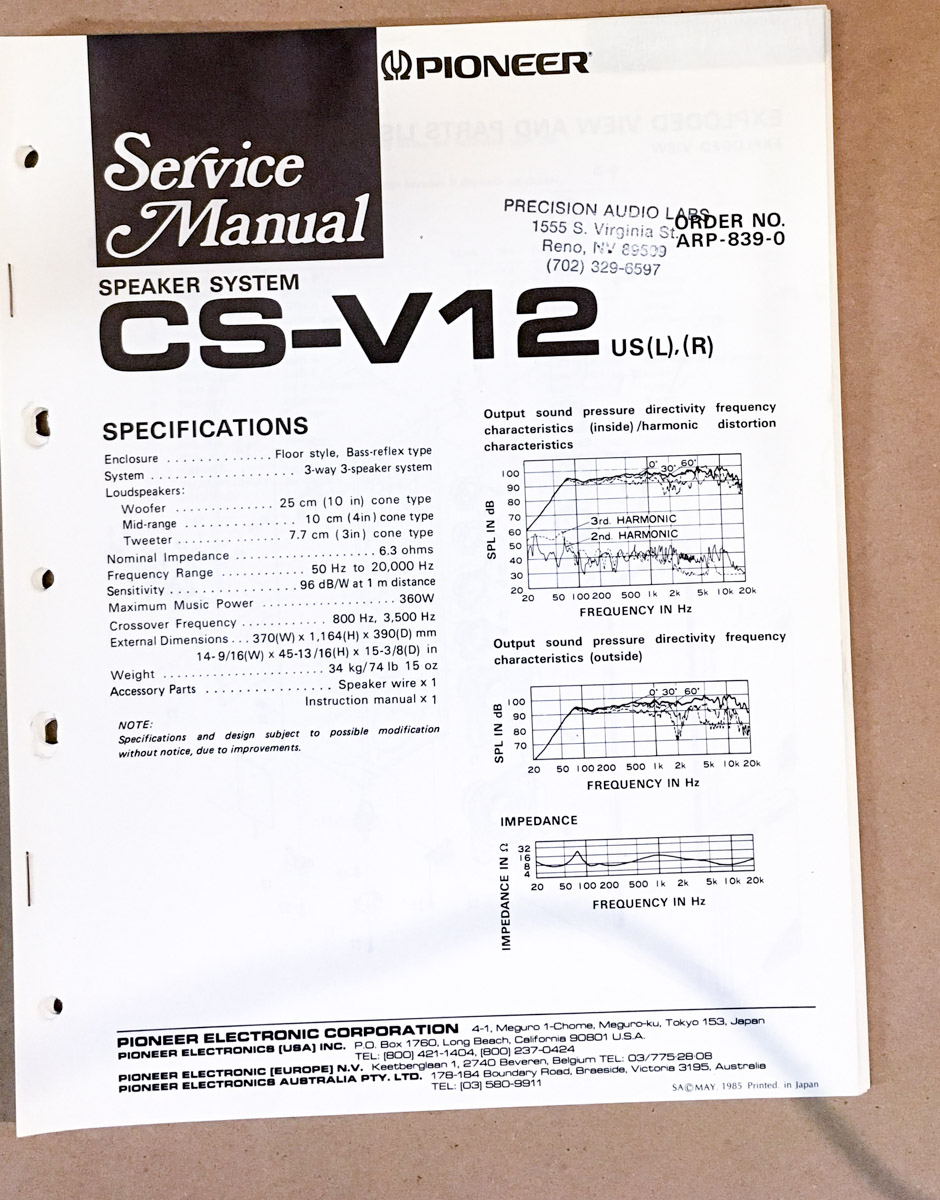 PIONEER
Service
Manual
PRECISION AUDIO LABS
1555 S. Virginia St.
Reno, NV 89509
(702) 329-6597
ORDER NO.
ARP-839-0
SPEAKER SYSTEM
CS-V12 US(L),(R)
SPECIFICATIONS
Enclosure . . . . . . . . . . . . . Floor style, Bass-reflex type
System . . . . . . . . . . . . . . . . . . 3-way 3-speaker system
Loudspeakers:
Woofer . . . . . . . . . . . . . 25 cm (10 in) cone type
Mid-range . . . . . . . . . . . . . . 10 cm (4in) cone type
Tweeter . . . . . . . . . . . . . 7.7 cm (3in) cone type
Nominal Impedance . . . . . . . . . . . . . . . . . . 6.3 ohms
Frequency Range . . . . . . . . . . . 50 Hz to 20,000 Hz
Sensitivity . . . . . . . . . . . . . . . . 96 dB/W at 1 m distance
Maximum Music Power . . . . . . . . . . . . . . . . . . 360W
Crossover Frequency . . . . . . . . . . . . 800 Hz, 3,500 Hz
External Dimensions . . . 370(W) x 1,164(H) x 390(D) mm
14-9/16(W) x 45-13/16(H) x 15-3/8(D) in
Weight . . . . . . . . . . . . . . . . . . . . . . 34 kg/74 lb 15 oz
Accessory Parts . . . . . . . . . . . . . . . . Speaker wire x 1
Instruction manual x 1
NOTE:
Specifications and design subject to possible modification
without notice, due to improvements.
Output sound pressure directivity frequency
characteristics (inside)/harmonic distortion
characteristics
SPL IN dB
100
90
80
70
60
50
40
30
20
0° 30° 60°
3rd. HARMONIC
2nd. HARMONIC
20 50 100 200 500 1k 2k 5k 10k 20k
FREQUENCY IN Hz
Output sound pressure directivity frequency
characteristics (outside)
SPL IN dB
100
90
80
70
0° 30° 60°
20 50 100 200 500 1k 2k 5k 10k 20k
FREQUENCY IN Hz
IMPEDANCE
IMPEDANCE IN Ω
32
16
8
4
20 50 100 200 500 1k 2k 5k 10k 20k
FREQUENCY IN Hz
PIONEER ELECTRONIC CORPORATION 4-1, Meguro 1-Chome, Meguro-ku, Tokyo 153, Japan
PIONEER ELECTRONICS [USA] INC. P.O. Box 1760, Long Beach, California 90801 U.S.A.
TEL: [800] 421-1404, [800] 237-0424
PIONEER ELECTRONIC [EUROPE] N.V. Keetberglaan 1, 2740 Beveren, Belgium TEL: 03/775·28·08
PIONEER ELECTRONICS AUSTRALIA PTY. LTD. 178-184 Boundary Road, Braeside, Victoria 3195, Australia
TEL: [03] 580-9911
SA©MAY. 1985 Printed in Japan